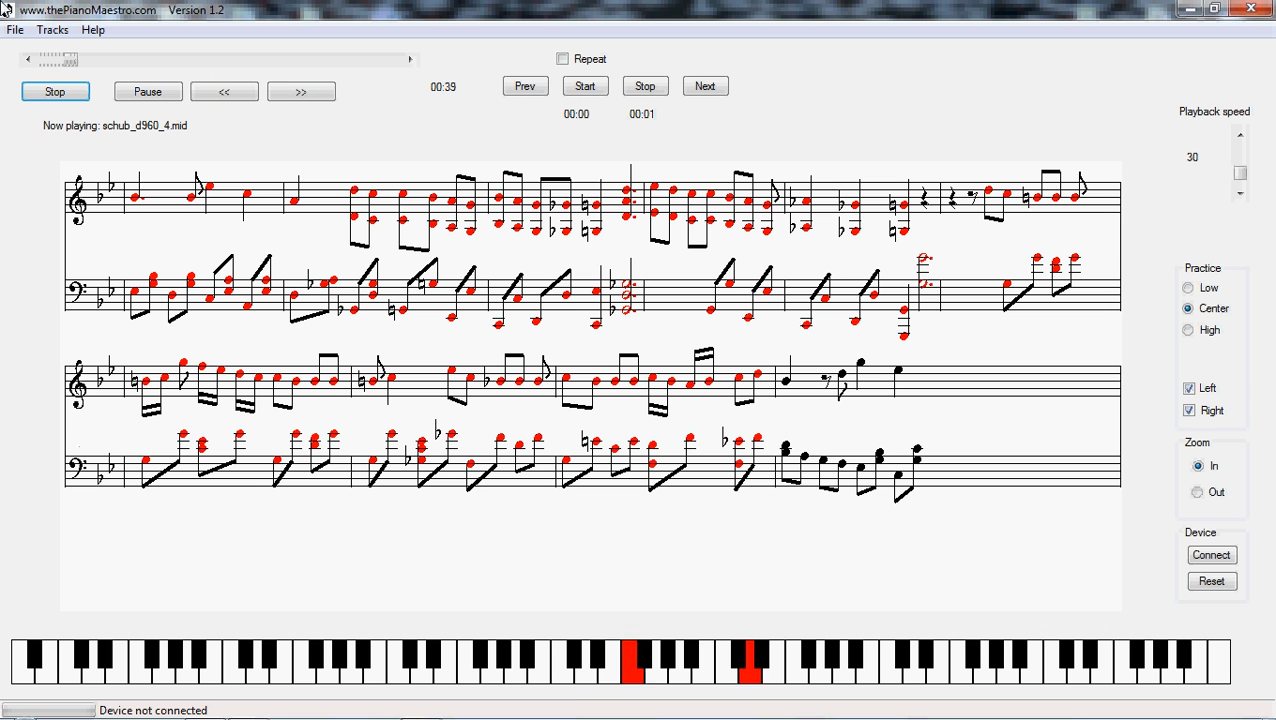 www.thePianoMaestro.com Version 1.2
File Tracks Help
Repeat
Stop Pause << >> 00:39 Prev Start Stop Next
00:00 00:01
Playback speed
Now playing: schub_d960_4.mid
30
Practice
Low
Center
High
Left
Right
Zoom
In
Out
Device
Connect
Reset
Device not connected